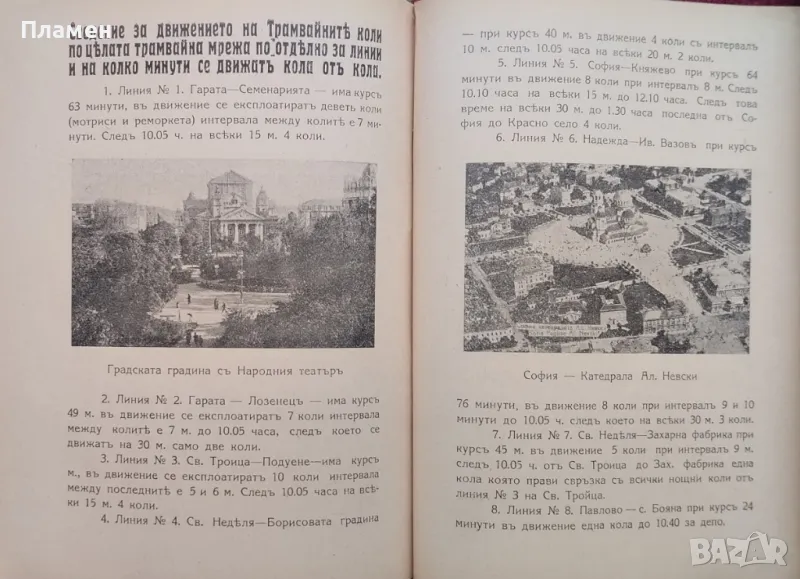 Пламен
Сведение за движението на Трамвайнитѣ коли
по цѣлата трамвайна мрежа по отдѣлно за линии
и на колко минути се движатъ кола отъ кола.
1. Линия № 1. Гарата—Семенарията — има курсъ
63 минути, въ движение се експлоатиратъ деветь коли
(мотриси и реморкета) интервала между колитѣ е 7 ми-
нути. Следъ 10.05 ч. на всѣки 15 м. 4 коли.
Градската градина съ Народния театъръ
2. Линия № 2. Гарата — Лозенецъ — има курсъ
49 м. въ движение се експлоатиратъ 7 коли интервала
между колитѣ е 7 м. до 10.05 часа, следъ което се
движатъ на 30 м. само две коли.
3. Линия № 3. Св. Троица—Подуене—има курсъ
м., въ движение се експлоатиратъ 10 коли интервала
между последнитѣ е 5 и 6 м. Следъ 10.05 часа на всѣ-
ки 15 м. 4 коли.
4. Линия № 4. Св. Недѣля—Борисовата градина
— при курсъ 40 м. въ движение 4 коли съ интервалъ
10 м. следъ 10.05 часа на всѣки 20 м. 2 коли.
5. Линия № 5. София—Княжево при курсъ 64
минути въ движение 8 коли при интервалъ 8 м. Следъ
10.10 часа на всѣки 15 м. до 12.10 часа. Следъ това
време на всѣки 30 м. до 1.30 часа последна отъ Со-
фия до Красно село 4 коли.
6. Линия № 6. Надежда—Ив. Вазовъ при курсъ
София — Катедрала Ал. Невски
76 минути, въ движение 8 коли при интервалъ 9 и 10
минути до 10.05 ч. следъ което на всѣки 30 м. 3 коли.
7. Линия № 7. Св. Недѣля—Захарна фабрика при
курсъ 45 м. въ движение 5 коли при интервалъ 9 м.
следъ, 10.05 ч. отъ Св. Троица до Зах. фабрика една
кола която прави свръзка съ всички нощни коли отъ
линия № 3 на Св. Тройца.
8. Линия № 8. Павлово — с. Бояна при курсъ 24
минути въ движение една кола до 10.40 за депо.
BAZAR